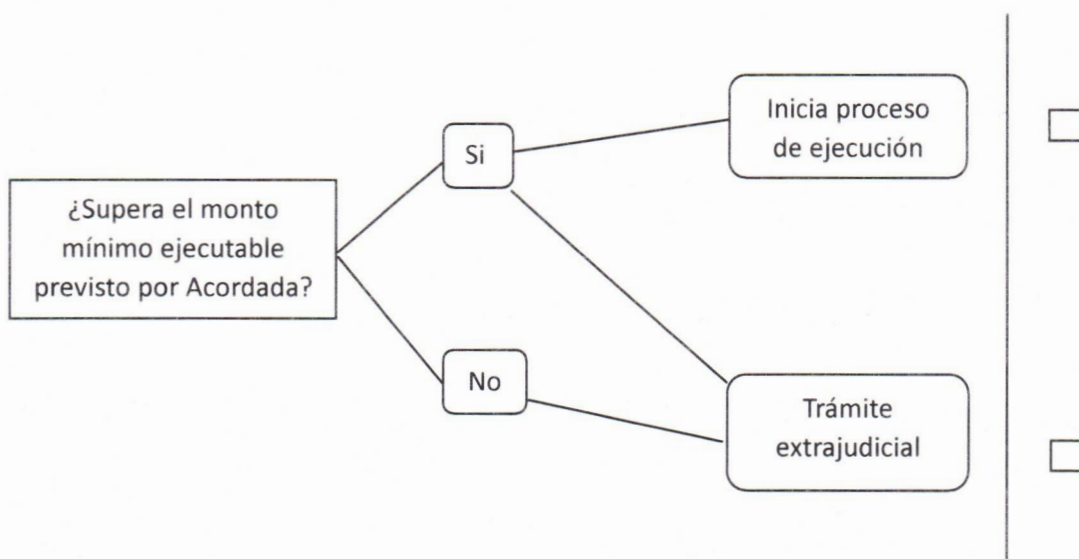 ¿Supera el monto
mínimo ejecutable
previsto por Acordada?
Si
No
Inicia proceso
de ejecución
Trámite
extrajudicial